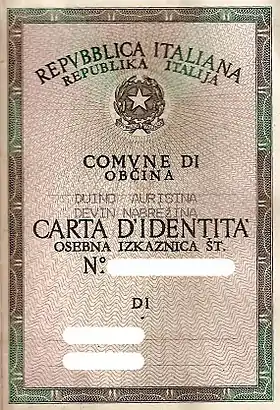 REPVBBLICA ITALIANA
REPUBLIKA ITALIJA
COMVNE DI
OBČINA
DUINO AURISINA
DEVIN NABREŽINA
CARTA D'IDENTITA'
OSEBNA IZKAZNICA ŠT.
N°
DI